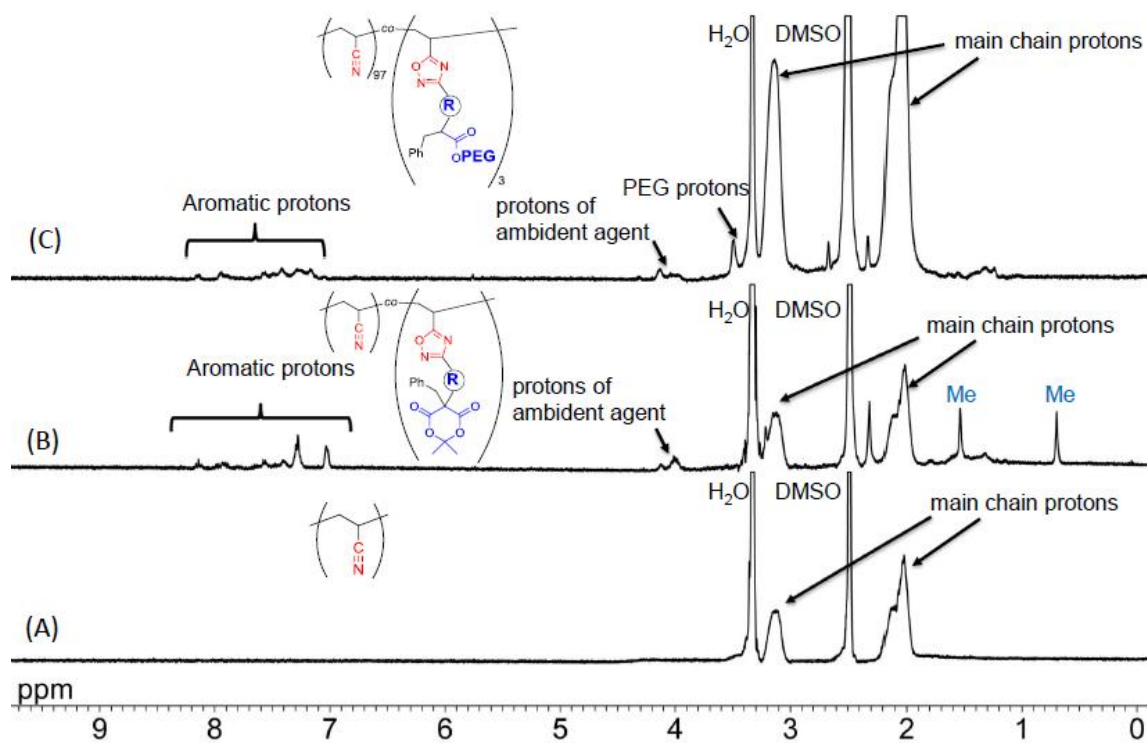 co
C≡N
97
O
N
N
R
Ph
O
OPEG
3
H₂O
DMSO
main chain protons
Aromatic protons
protons of
ambident agent
PEG protons
(C)
co
C≡N
O
N
N
R
Ph
O
O
O
O
H₂O
DMSO
main chain protons
Aromatic protons
protons of
ambident agent
Me
Me
(B)
C≡N
H₂O
DMSO
main chain protons
(A)
ppm
9 8 7 6 5 4 3 2 1 0